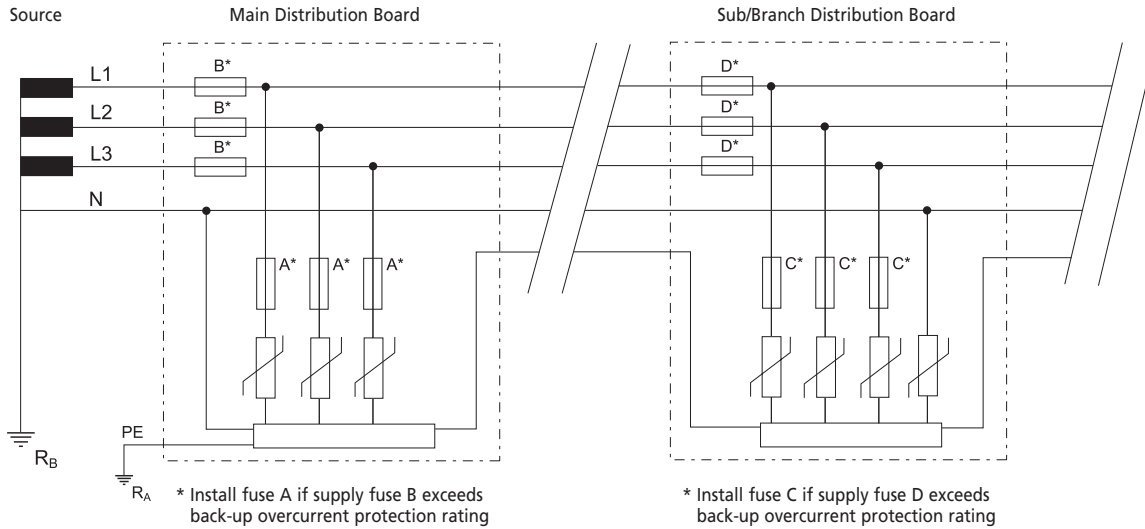 Source
Main Distribution Board
Sub/Branch Distribution Board
L1
B*
D*
L2
B*
D*
L3
B*
D*
N
A*
A*
A*
C*
C*
C*
PE
R_B
R_A
* Install fuse A if supply fuse B exceeds
back-up overcurrent protection rating
* Install fuse C if supply fuse D exceeds
back-up overcurrent protection rating